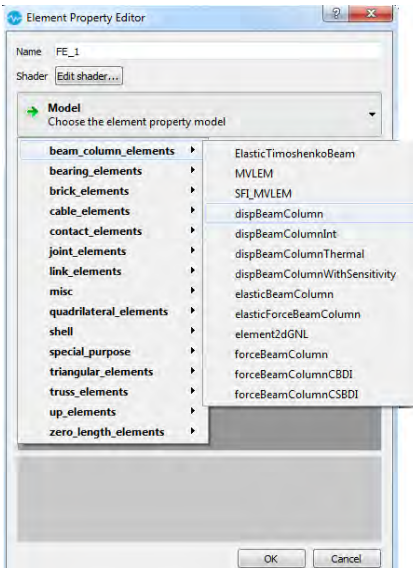 Element Property Editor
?
X
Name FE_1
Shader Edit shader...
Model
Choose the element property model
beam_column_elements
bearing_elements
brick_elements
cable_elements
contact_elements
joint_elements
link_elements
misc
quadrilateral_elements
shell
special_purpose
triangular_elements
truss_elements
up_elements
zero_length_elements
ElasticTimoshenkoBeam
MVLEM
SFI_MVLEM
dispBeamColumn
dispBeamColumnInt
dispBeamColumnThermal
dispBeamColumnWithSensitivity
elasticBeamColumn
elasticForceBeamColumn
element2dGNL
forceBeamColumn
forceBeamColumnCBDI
forceBeamColumnCSBDI
OK Cancel